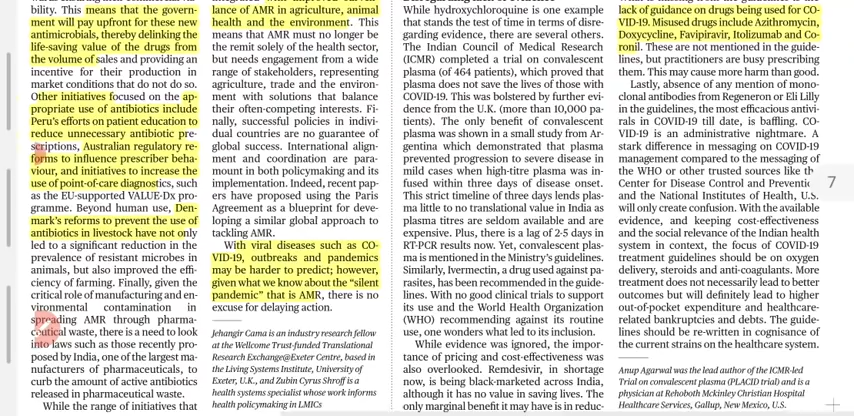 bility. This means that the govern-
ment will pay upfront for these new
antimicrobials, thereby delinking the
life-saving value of the drugs from
the volume of sales and providing an
incentive for their production in
market conditions that do not do so.
Other initiatives focused on the ap-
propriate use of antibiotics include
Peru's efforts on patient education to
reduce unnecessary antibiotic pre-
scriptions, Australian regulatory re-
forms to influence prescriber beha-
viour, and initiatives to increase the
use of point-of-care diagnostics, such
as the EU-supported VALUE-Dx pro-
gramme. Beyond human use, Den-
mark's reforms to prevent the use of
antibiotics in livestock have not only
led to a significant reduction in the
prevalence of resistant microbes in
animals, but also improved the effi-
ciency of farming. Finally, given the
critical role of manufacturing and en-
vironmental contamination in
spreading AMR through pharma-
ceutical waste, there is a need to look
into laws such as those recently pro-
posed by India, one of the largest ma-
nufacturers of pharmaceuticals, to
curb the amount of active antibiotics
released in pharmaceutical waste.
While the range of initiatives that
lance of AMR in agriculture, animal
health and the environment. This
means that AMR must no longer be
the remit solely of the health sector,
but needs engagement from a wide
range of stakeholders, representing
agriculture, trade and the environ-
ment with solutions that balance
their often-competing interests. Fi-
nally, successful policies in indivi-
dual countries are no guarantee of
global success. International align-
ment and coordination are para-
mount in both policymaking and its
implementation. Indeed, recent pap-
ers have proposed using the Paris
Agreement as a blueprint for deve-
loping a similar global approach to
tackling AMR.
With viral diseases such as CO-
VID-19, outbreaks and pandemics
may be harder to predict; however,
given what we know about the "silent
pandemic" that is AMR, there is no
excuse for delaying action.
Jehangir Cama is an industry research fellow
at the Wellcome Trust-funded Translational
Research Exchange@Exeter Centre, based in
the Living Systems Institute, University of
Exeter, U.K., and Zubin Cyrus Shroff is a
health systems specialist whose work informs
health policymaking in LMICs
While hydroxychloroquine is one example
that stands the test of time in terms of disre-
garding evidence, there are several others.
The Indian Council of Medical Research
(ICMR) completed a trial on convalescent
plasma (of 464 patients), which proved that
plasma does not save the lives of those with
COVID-19. This was bolstered by further evi-
dence from the U.K. (more than 10,000 pa-
tients). The only benefit of convalescent
plasma was shown in a small study from Ar-
gentina which demonstrated that plasma
prevented progression to severe disease in
mild cases when high-titre plasma was in-
fused within three days of disease onset.
This strict timeline of three days lends plas-
ma little to no translational value in India as
plasma titres are seldom available and are
expensive. Plus, there is a lag of 2-5 days in
RT-PCR results now. Yet, convalescent plas-
ma is mentioned in the Ministry's guidelines.
Similarly, Ivermectin, a drug used against pa-
rasites, has been recommended in the guide-
lines. With no good clinical trials to support
its use and the World Health Organization
(WHO) recommending against its routine
use, one wonders what led to its inclusion.
While evidence was ignored, the impor-
tance of pricing and cost-effectiveness was
also overlooked. Remdesivir, in shortage
now, is being black-marketed across India,
although it has no value in saving lives. The
only marginal benefit it may have is in reduc-
lack of guidance on drugs being used for CO-
VID-19. Misused drugs include Azithromycin,
Doxycycline, Favipiravir, Itolizumab and Co-
ronil. These are not mentioned in the guide-
lines, but practitioners are busy prescribing
them. This may cause more harm than good.
Lastly, absence of any mention of mono-
clonal antibodies from Regeneron or Eli Lilly
in the guidelines, the most efficacious antivi-
rals in COVID-19 till date, is baffling. CO-
VID-19 is an administrative nightmare. A
stark difference in messaging on COVID-19
management compared to the messaging of
the WHO or other trusted sources like th
Center for Disease Control and Preventic
and the National Institutes of Health, U.S.
will only create confusion. With the available
evidence, and keeping cost-effectiveness
and the social relevance of the Indian health
system in context, the focus of COVID-19
treatment guidelines should be on oxygen
delivery, steroids and anti-coagulants. More
treatment does not necessarily lead to better
outcomes but will definitely lead to higher
out-of-pocket expenditure and healthcare-
related bankruptcies and debts. The guide-
lines should be re-written in cognisance of
the current strains on the healthcare system.
Anup Agarwal was the lead author of the ICMR-led
Trial on convalescent plasma (PLACID trial) and is a
physician at Rehoboth Mckinley Christian Hospital
Healthcare Services, Gallup, New Mexico, U.S.
7